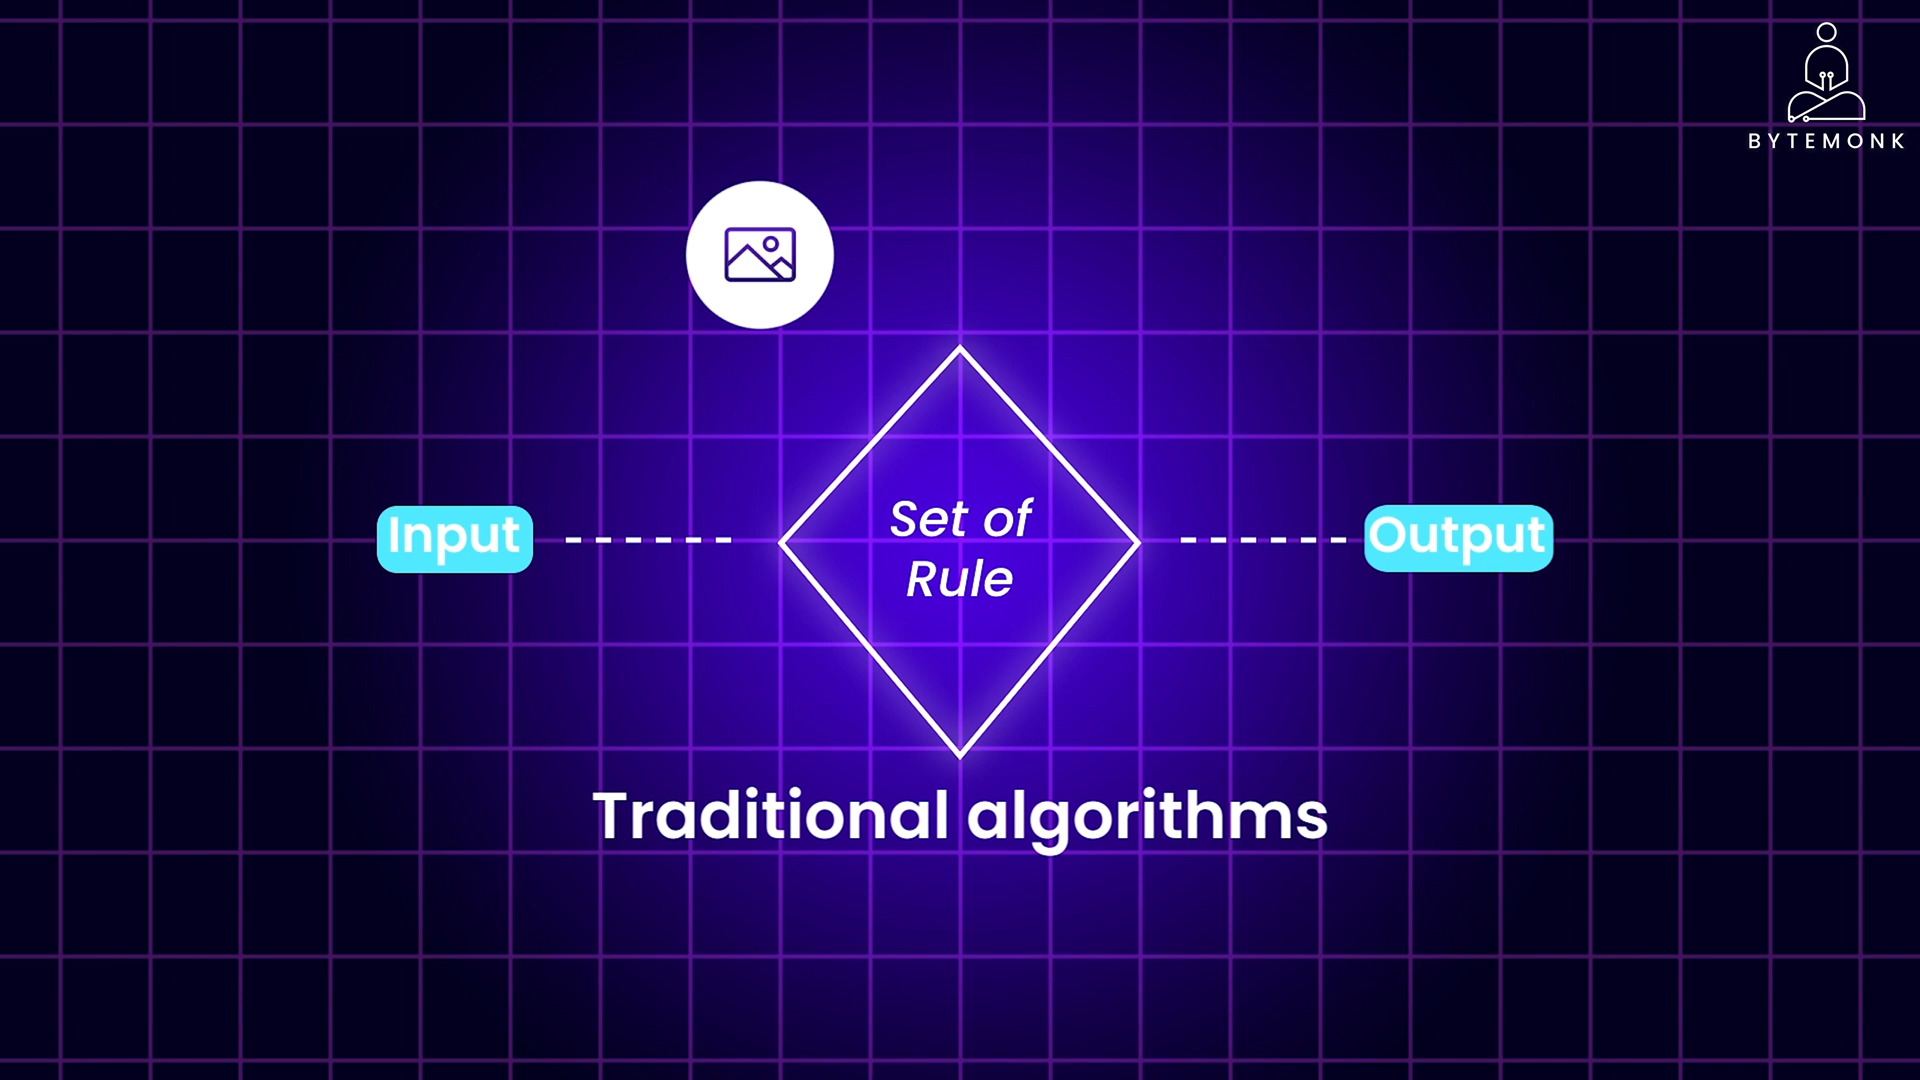 BYTEMONK
Input
Set of
Rule
Output
Traditional algorithms